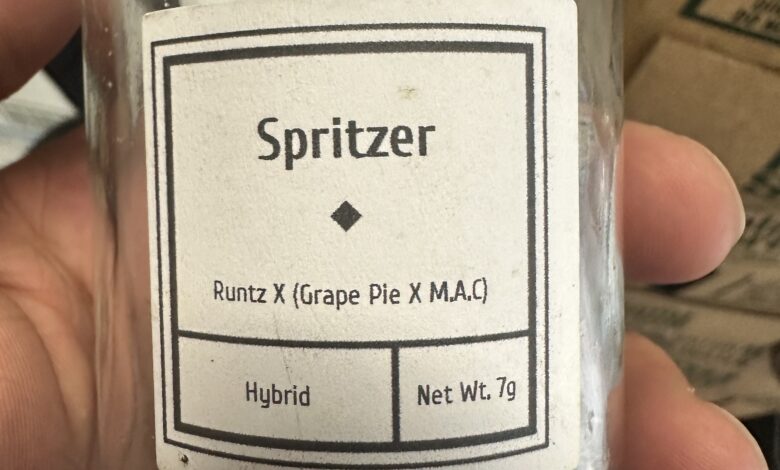 Spritzer
Runtz X (Grape Pie X M.A.C)
Hybrid
Net Wt. 7g